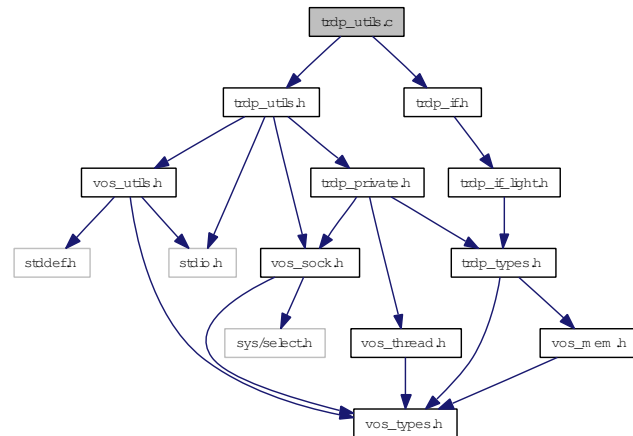 trdp_utils.c
trdp_utils.h
trdp_if.h
vos_utils.h
trdp_private.h
trdp_if_light.h
stddef.h
stdio.h
vos_sock.h
trdp_types.h
sys/select.h
vos_thread.h
vos_mem.h
vos_types.h